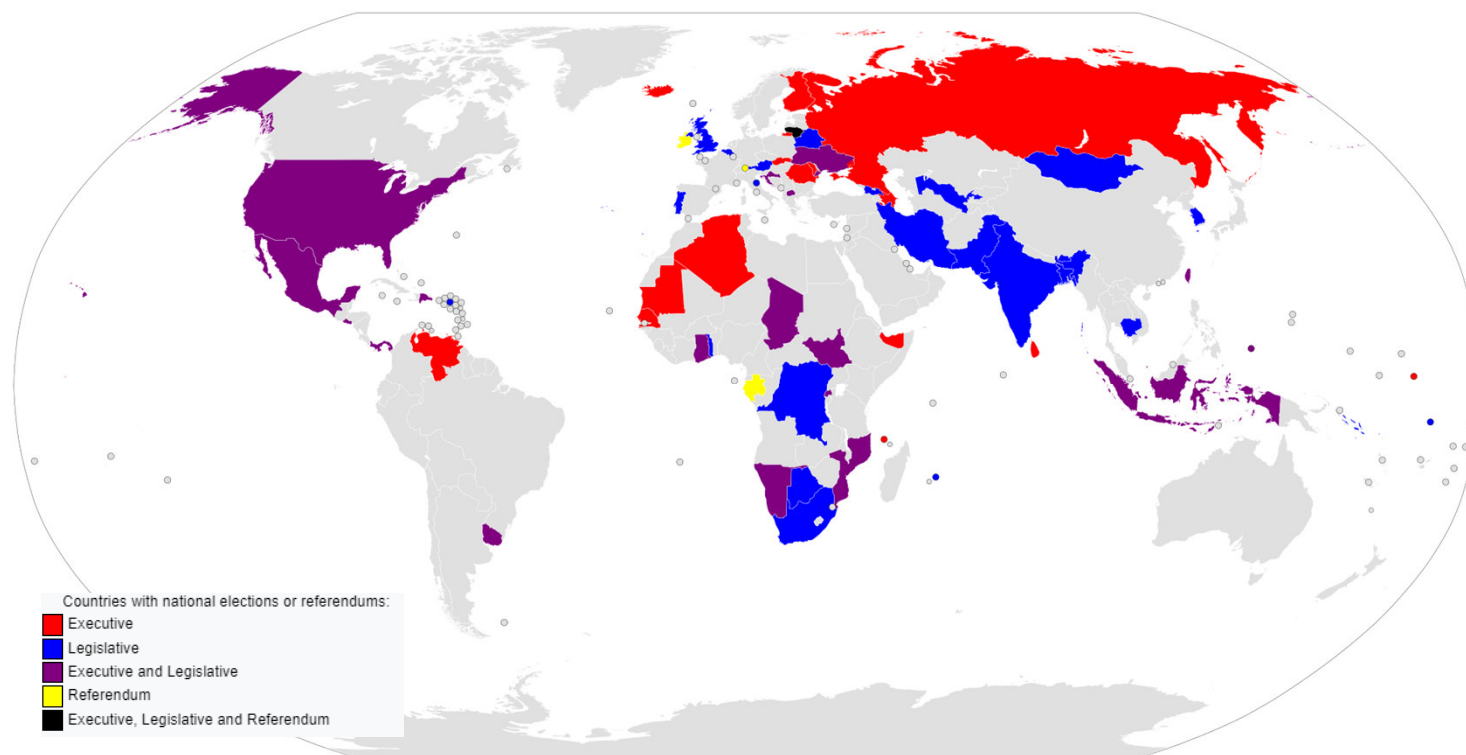 Countries with national elections or referendums:
Executive
Legislative
Executive and Legislative
Referendum
Executive, Legislative and Referendum